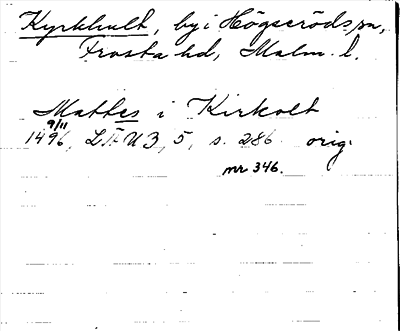 Kyrkhult, by i Högseröds sn,
Frosta hd, Malm. l.
Mattes i Kirkolt
9/11
1496, LÄU 3, 5, s. 286 orig.
nr 346.